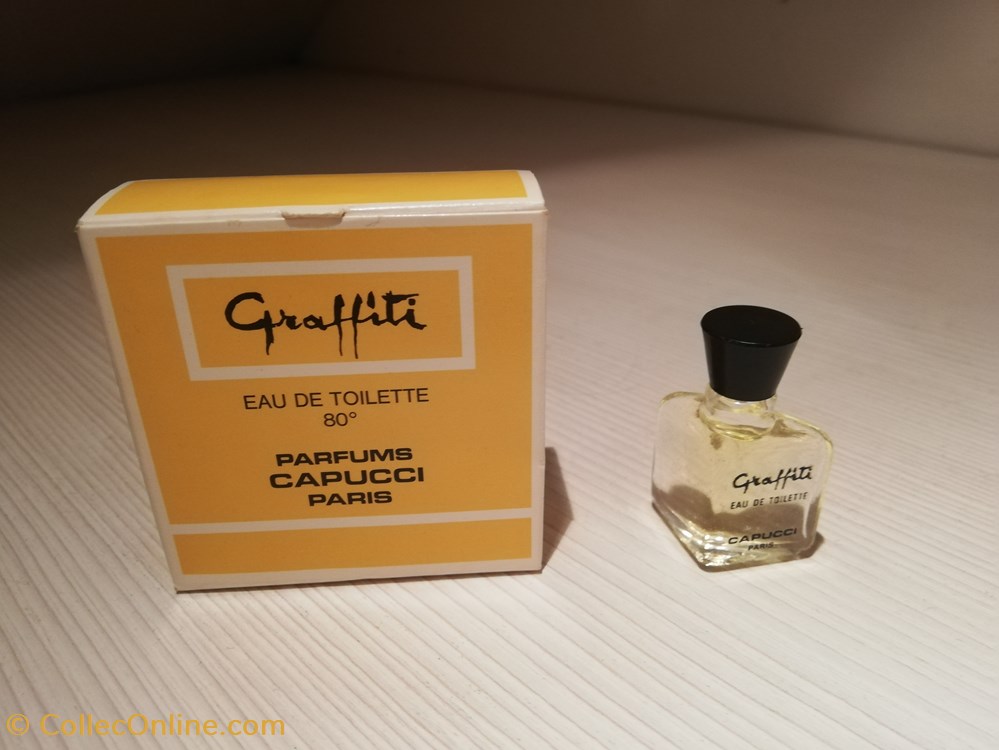 Graffiti
EAU DE TOILETTE
80°
PARFUMS
CAPUCCI
PARIS
Graffiti
EAU DE TOILETTE
CAPUCCI
PARIS
© CollecOnline.com